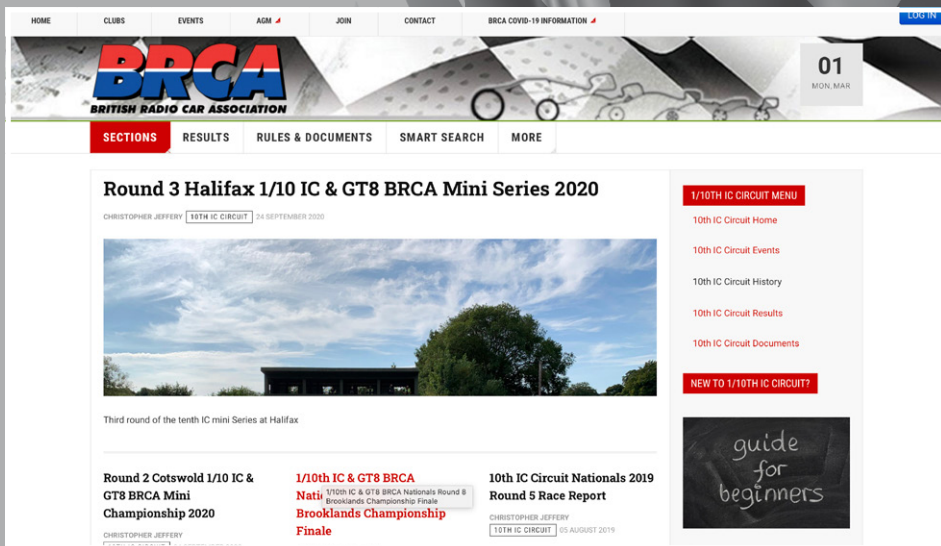 HOME CLUBS EVENTS AGM JOIN CONTACT BRCA COVID-19 INFORMATION LOG IN
BRCA
BRITISH RADIO CAR ASSOCIATION
01
MON, MAR
SECTIONS RESULTS RULES & DOCUMENTS SMART SEARCH MORE
Round 3 Halifax 1/10 IC & GT8 BRCA Mini Series 2020
CHRISTOPHER JEFFERY 10TH IC CIRCUIT 24 SEPTEMBER 2020
Third round of the tenth IC mini Series at Halifax
Round 2 Cotswold 1/10 IC &
GT8 BRCA Mini
Championship 2020
CHRISTOPHER JEFFERY
1/10th IC & GT8 BRCA
1/10th IC & GT8 BRCA Nationals Round 8
Brooklands Championship Finale
Brooklands Championship
Finale
10th IC Circuit Nationals 2019
Round 5 Race Report
CHRISTOPHER JEFFERY
10TH IC CIRCUIT 05 AUGUST 2019
1/10TH IC CIRCUIT MENU
10th IC Circuit Home
10th IC Circuit Events
10th IC Circuit History
10th IC Circuit Results
10th IC Circuit Documents
NEW TO 1/10TH IC CIRCUIT?
guide
for
beginners